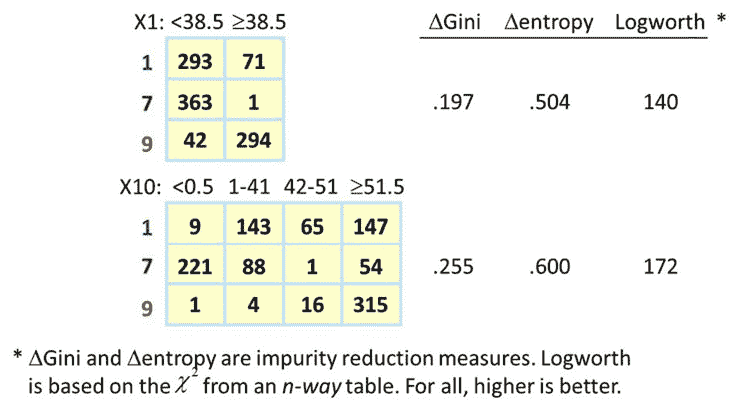 X1: <38.5 ≥38.5 ΔGini Δentropy Logworth *
1 293 71
7 363 1 .197 .504 140
9 42 294
X10: <0.5 1-41 42-51 ≥51.5
1 9 143 65 147
7 221 88 1 54 .255 .600 172
9 1 4 16 315
* ΔGini and Δentropy are impurity reduction measures. Logworth
is based on the χ² from an n-way table. For all, higher is better.